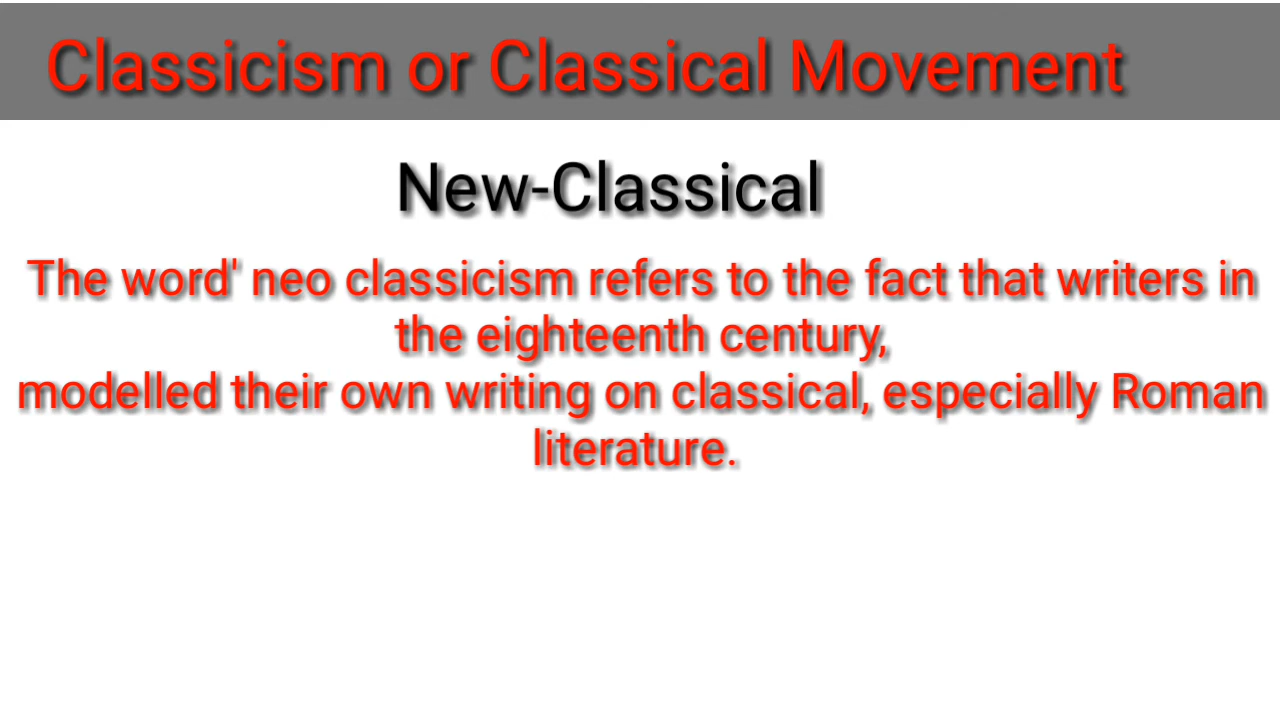 Classicism or Classical Movement
New-Classical
The word' neo classicism refers to the fact that writers in
the eighteenth century,
modelled their own writing on classical, especially Roman
literature.